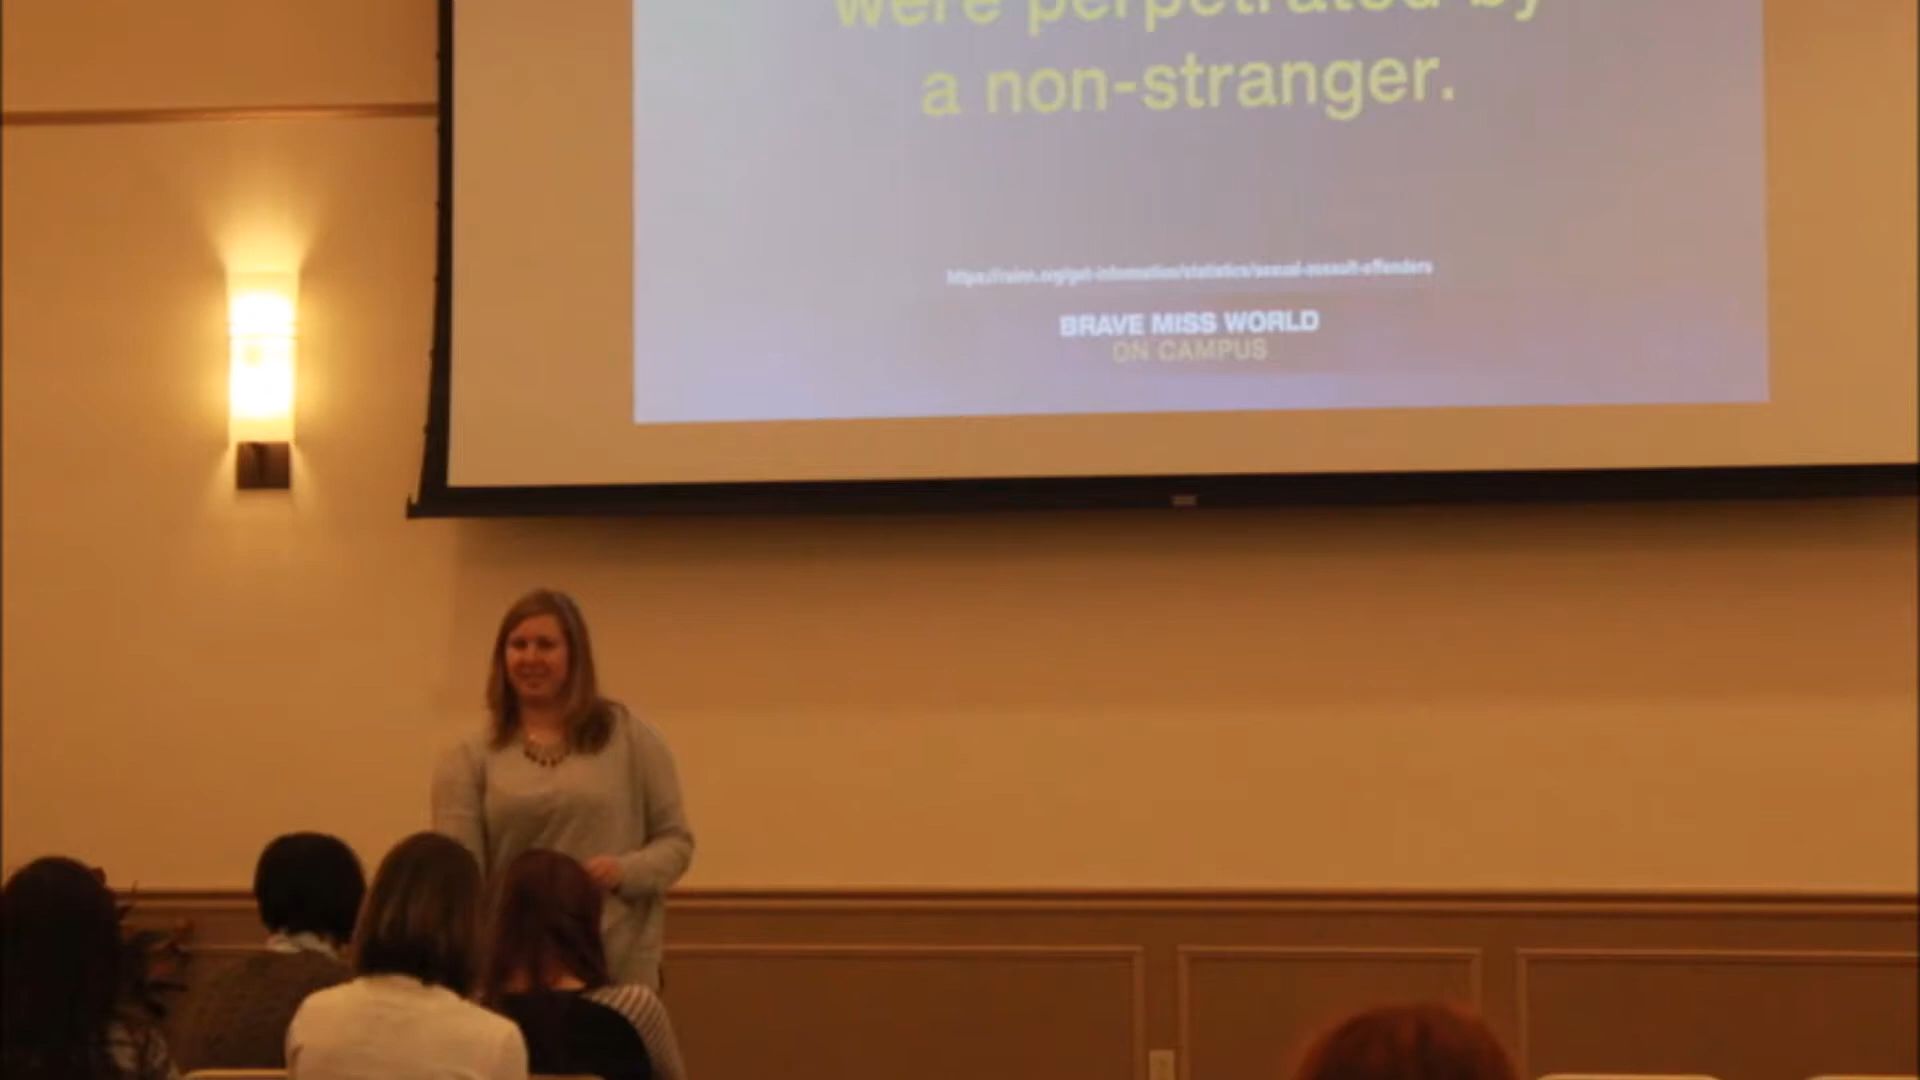 were perpetrated by
a non-stranger.
https://rainn.org/get-information/statistics/sexual-assault-offenders
BRAVE MISS WORLD
ON CAMPUS